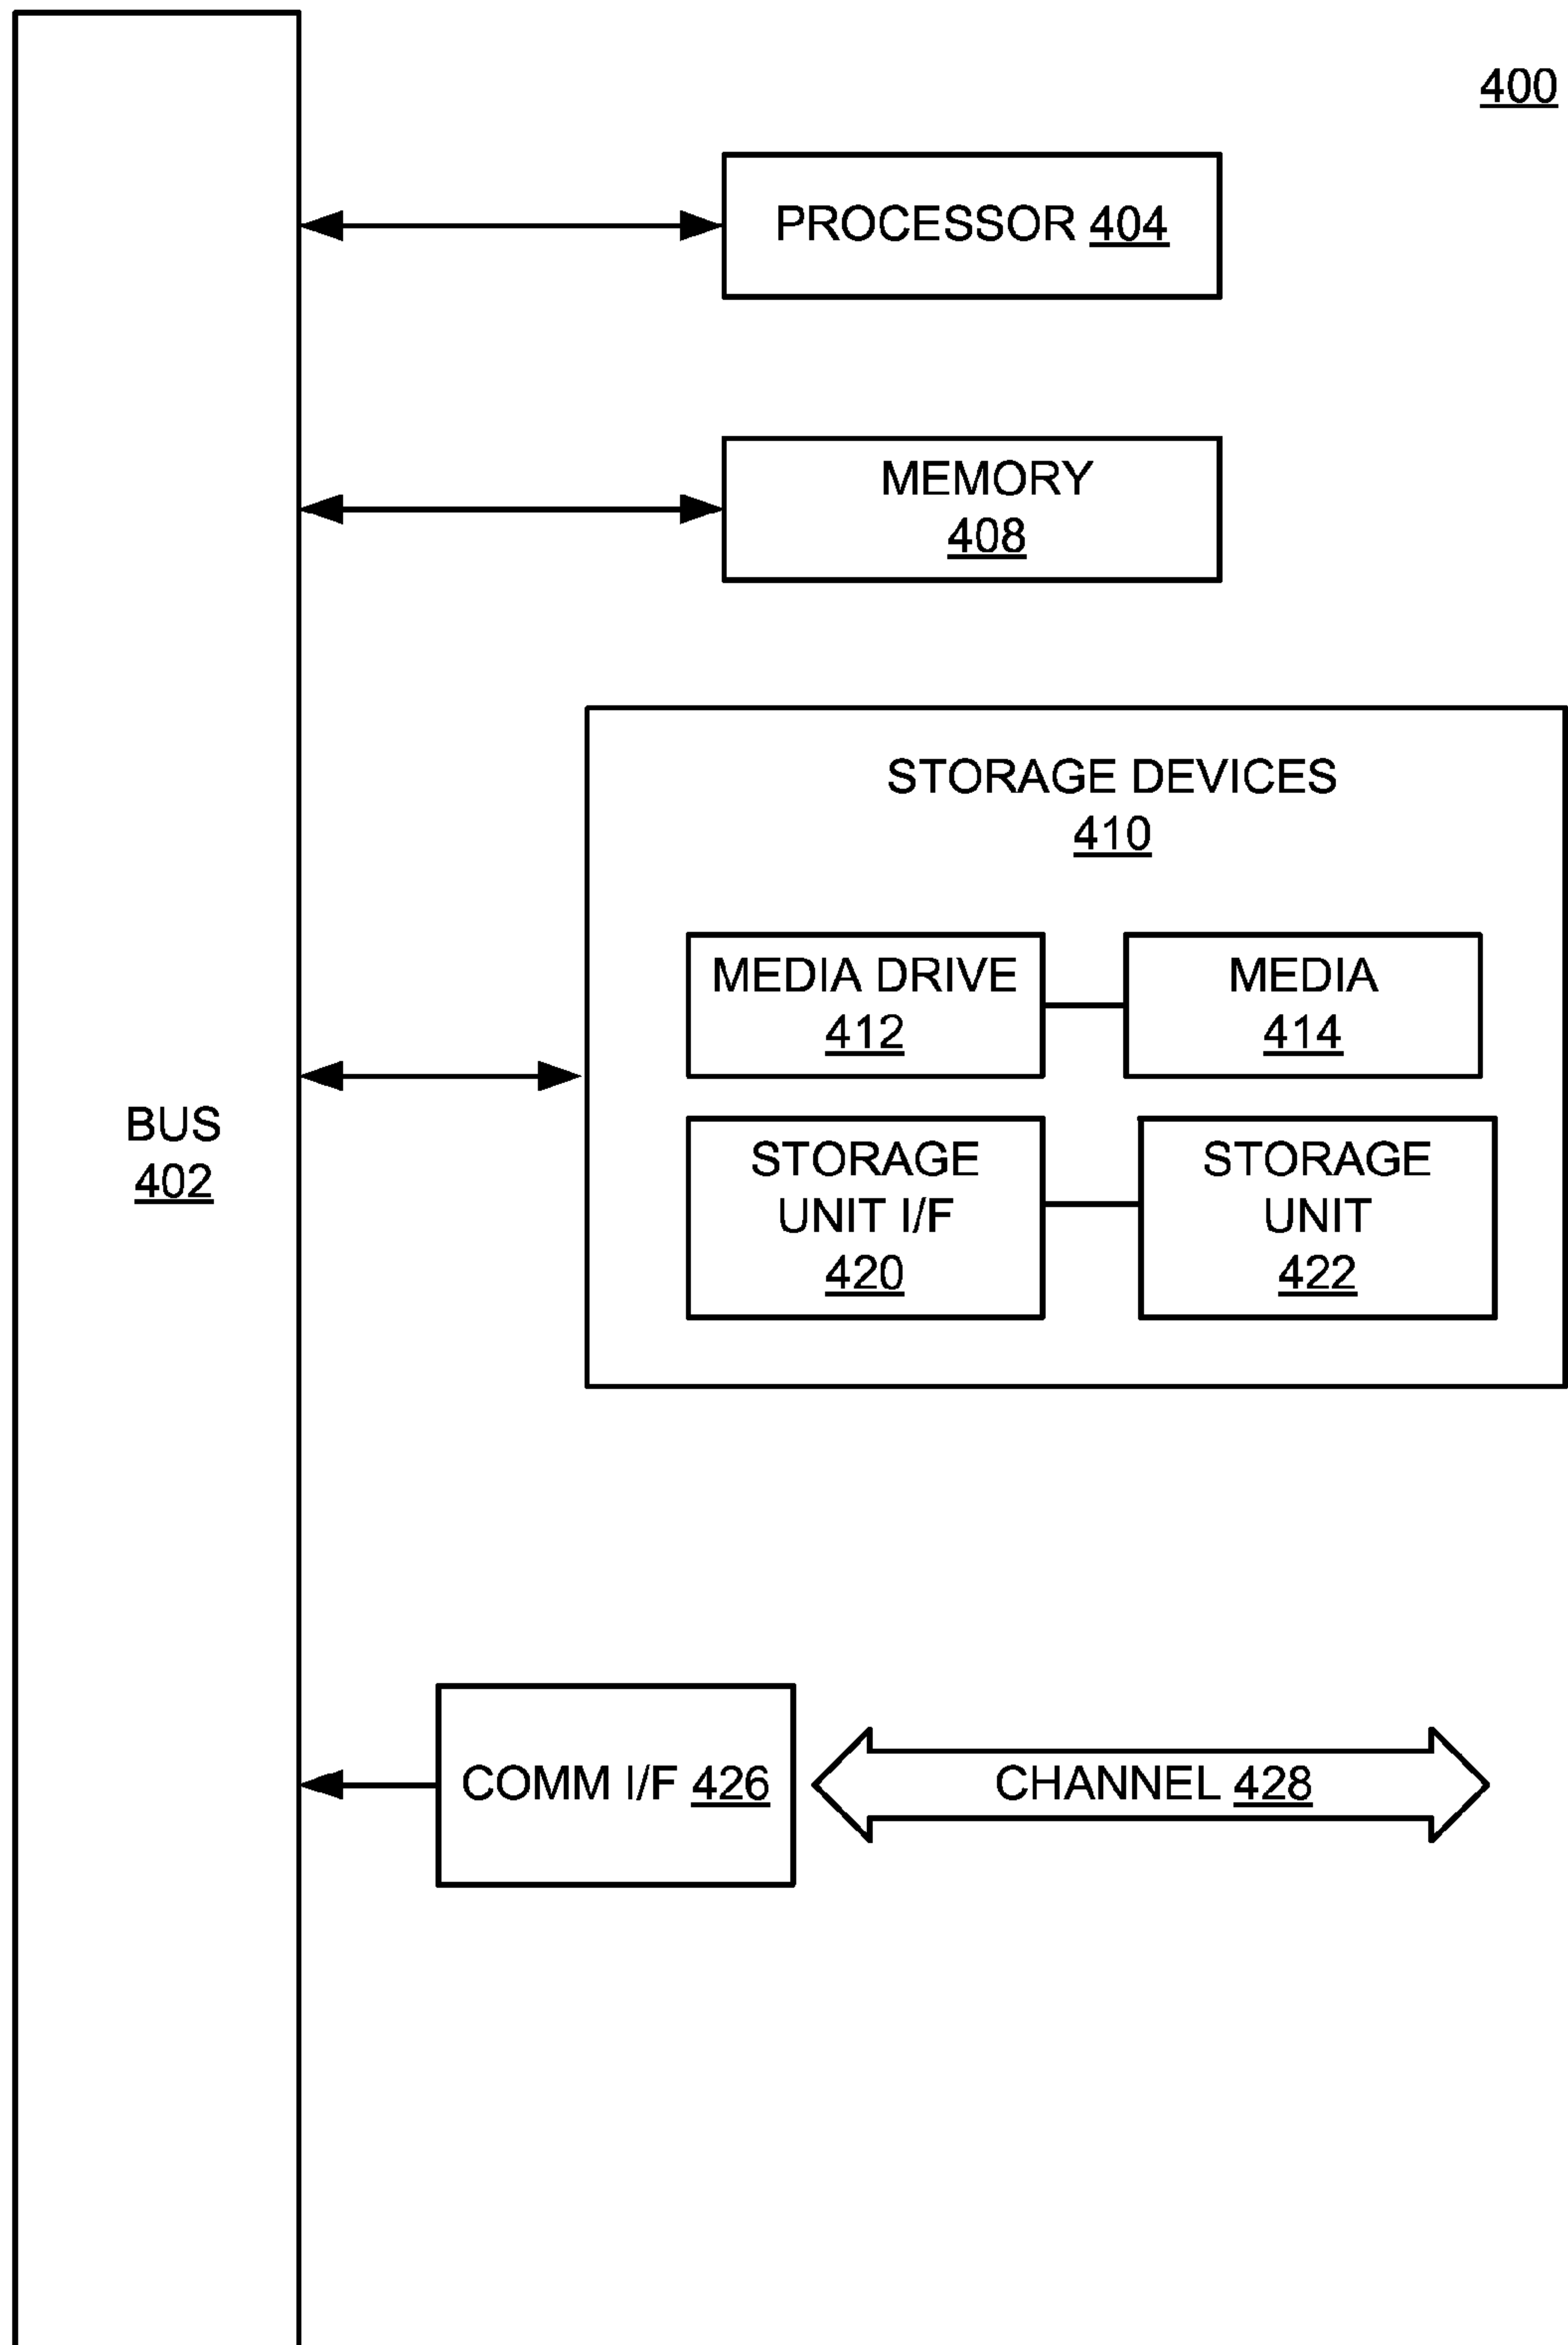 400
PROCESSOR 404
MEMORY
408
STORAGE DEVICES
410
MEDIA DRIVE
412
MEDIA
414
BUS
402
STORAGE
UNIT I/F
420
STORAGE
UNIT
422
COMM I/F 426
CHANNEL 428